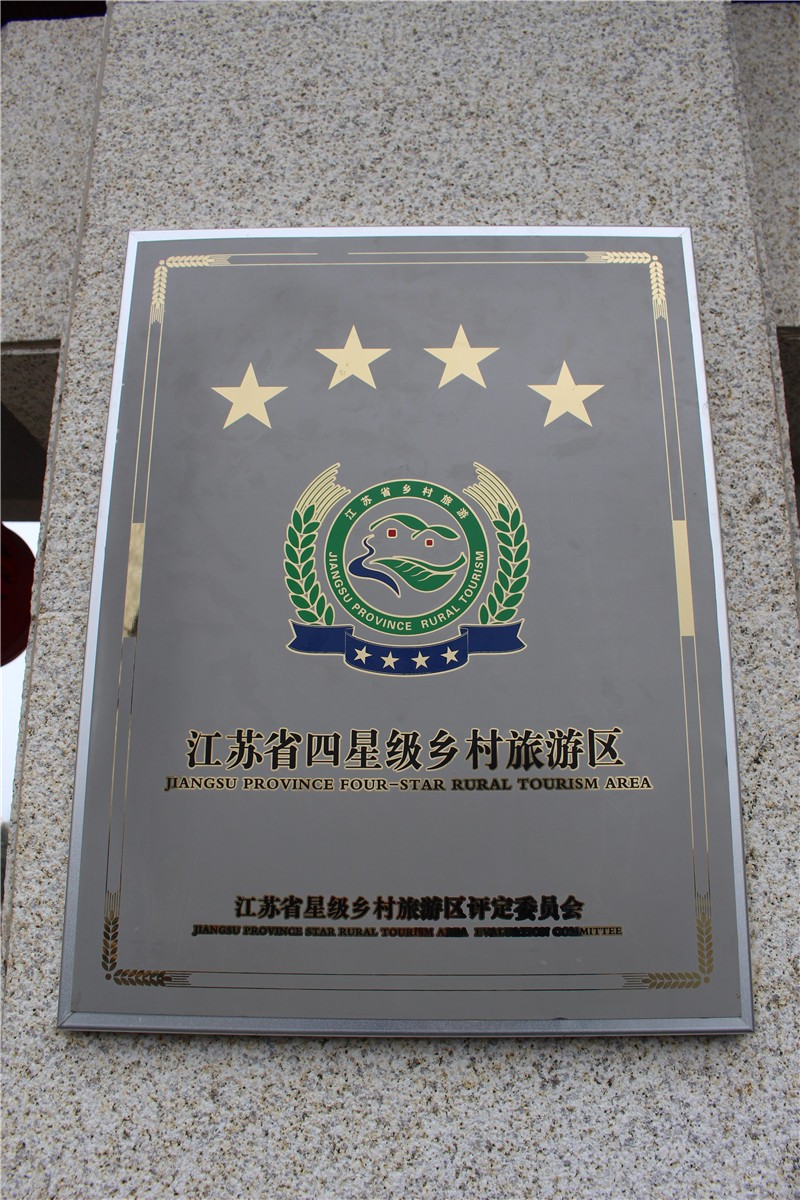 江苏省乡村旅游
JIANGSU PROVINCE RURAL TOURISM
江苏省四星级乡村旅游区
JIANGSU PROVINCE FOUR-STAR RURAL TOURISM AREA
江苏省星级乡村旅游区评定委员会
JIANGSU PROVINCE STAR RURAL TOURISM AREA EVALUATION COMMITTEE